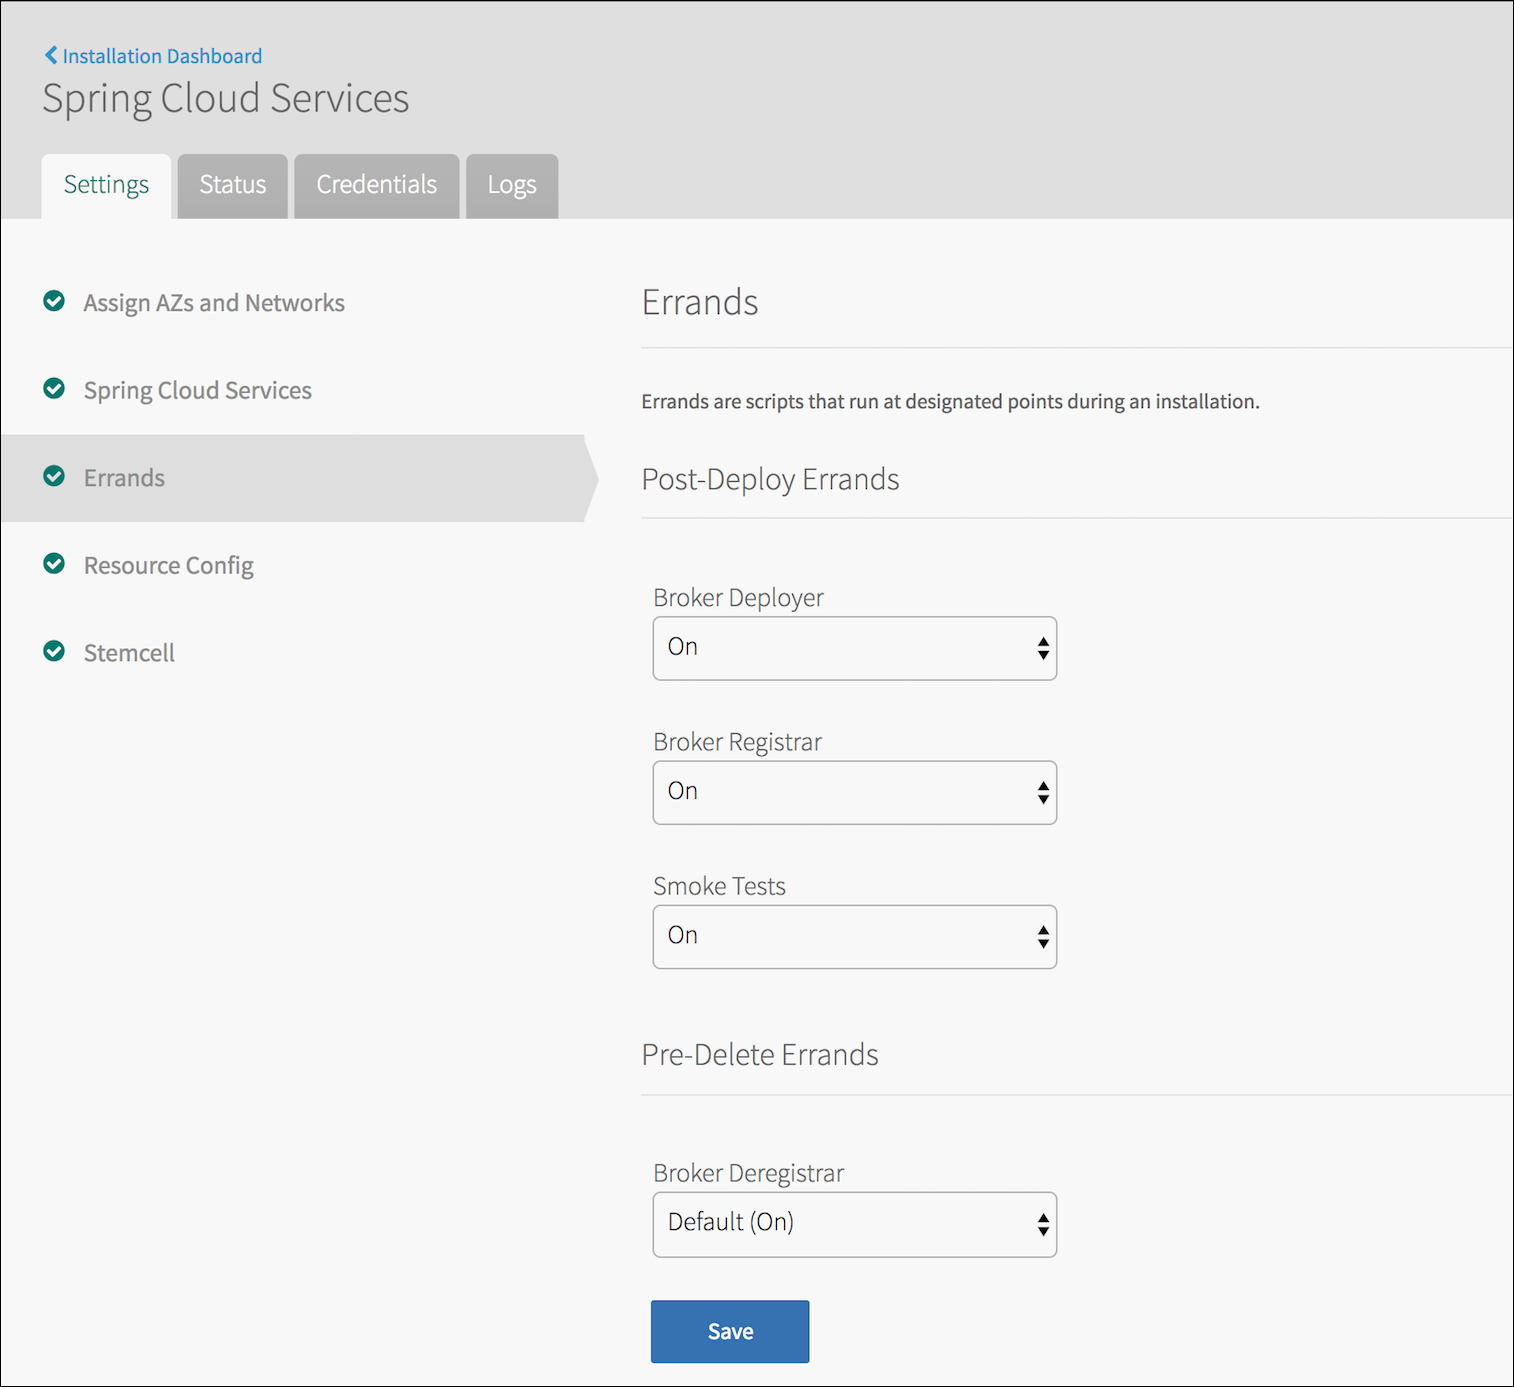 Installation Dashboard
Spring Cloud Services
Settings
Status
Credentials
Logs
Assign AZs and Networks
Spring Cloud Services
Errands
Resource Config
Stemcell
Errands
Errands are scripts that run at designated points during an installation.
Post-Deploy Errands
Broker Deployer
On
Broker Registrar
On
Smoke Tests
On
Pre-Delete Errands
Broker Deregistrar
Default (On)
Save